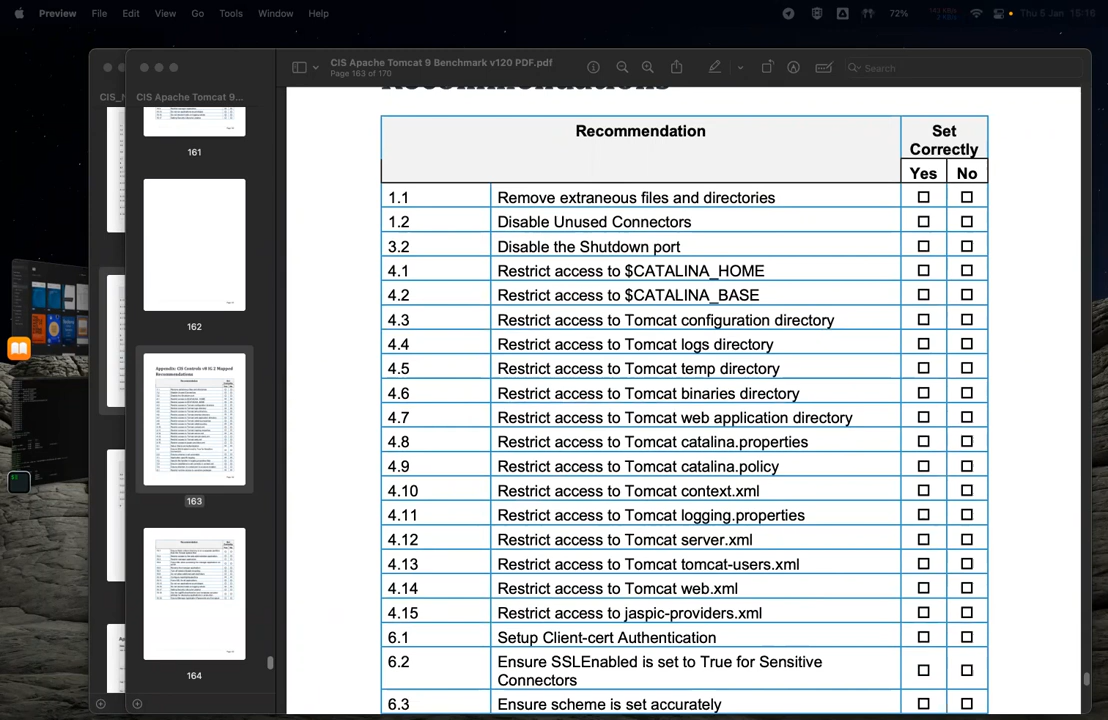 Preview File Edit View Go Tools Window Help 72% Thu 5 Jan 15:16
CIS Apache Tomcat 9 Benchmark v120 PDF.pdf
Page 163 of 170
Search
CIS_
CIS Apache Tomcat 9...
161
162
Appendix: CIS Controls v8 IG 2 Mapped
Recommendations
163
164
Recommendations
Recommendation
Set
Correctly
Yes No
1.1 Remove extraneous files and directories
1.2 Disable Unused Connectors
3.2 Disable the Shutdown port
4.1 Restrict access to $CATALINA_HOME
4.2 Restrict access to $CATALINA_BASE
4.3 Restrict access to Tomcat configuration directory
4.4 Restrict access to Tomcat logs directory
4.5 Restrict access to Tomcat temp directory
4.6 Restrict access to Tomcat binaries directory
4.7 Restrict access to Tomcat web application directory
4.8 Restrict access to Tomcat catalina.properties
4.9 Restrict access to Tomcat catalina.policy
4.10 Restrict access to Tomcat context.xml
4.11 Restrict access to Tomcat logging.properties
4.12 Restrict access to Tomcat server.xml
4.13 Restrict access to Tomcat tomcat-users.xml
4.14 Restrict access to Tomcat web.xml
4.15 Restrict access to jaspic-providers.xml
6.1 Setup Client-cert Authentication
6.2 Ensure SSLEnabled is set to True for Sensitive
Connectors
6.3 Ensure scheme is set accurately